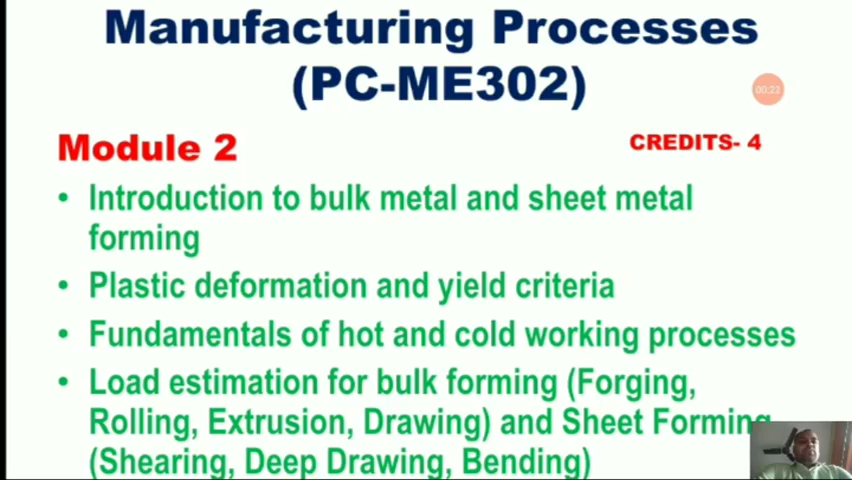 Manufacturing Processes
(PC-ME302)
00:22
Module 2
CREDITS- 4
• Introduction to bulk metal and sheet metal
forming
• Plastic deformation and yield criteria
• Fundamentals of hot and cold working processes
• Load estimation for bulk forming (Forging,
Rolling, Extrusion, Drawing) and Sheet Forming
(Shearing, Deep Drawing, Bending)